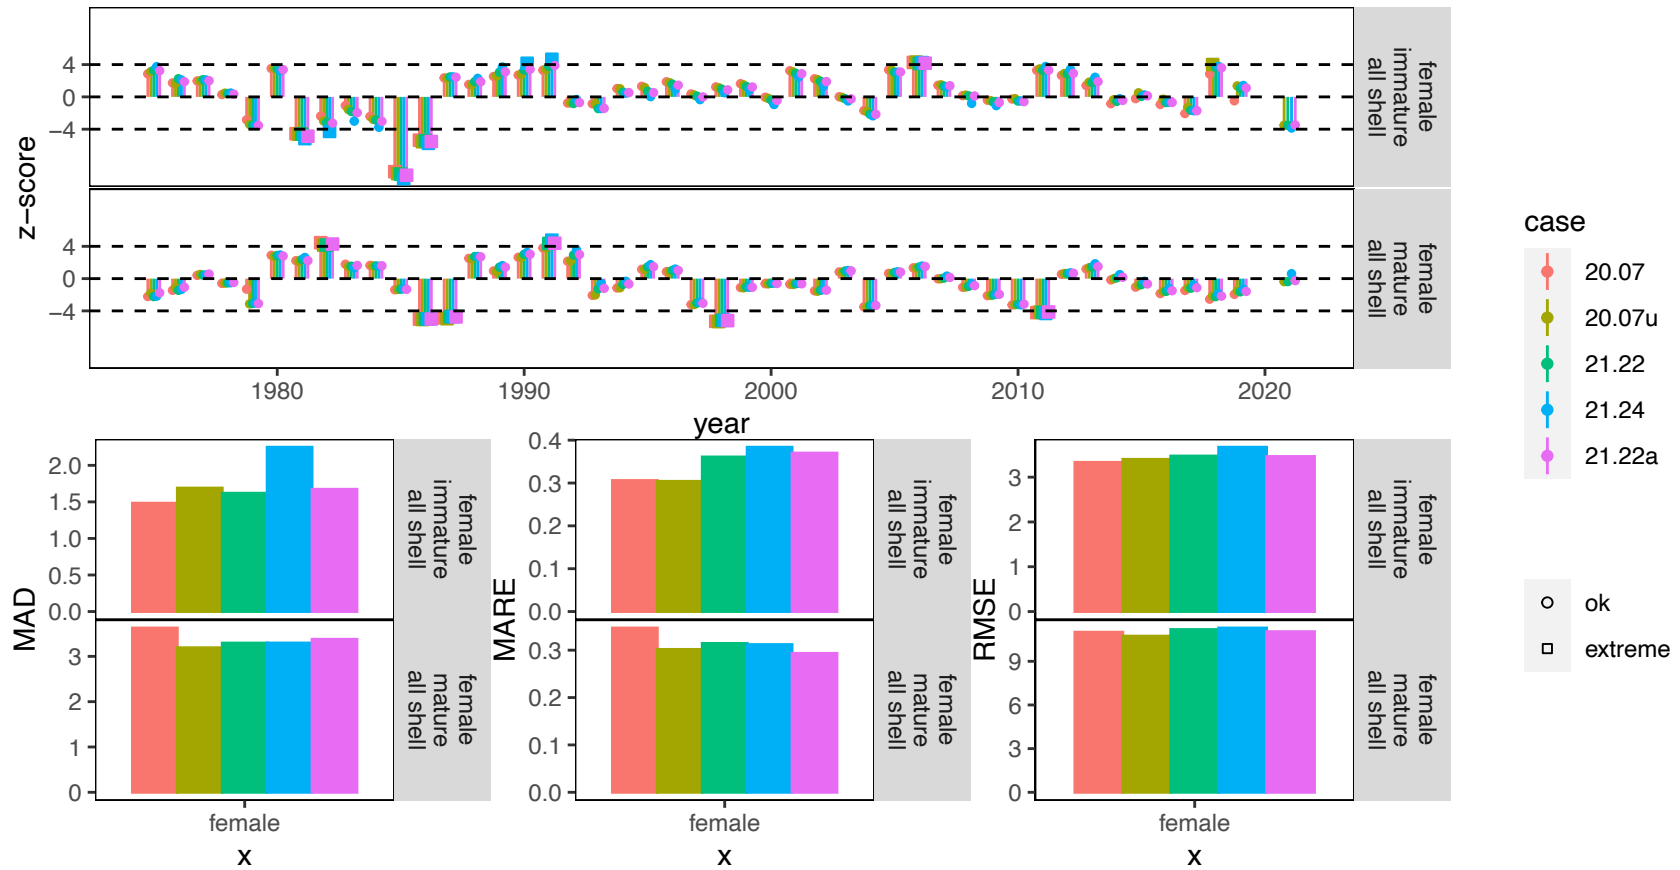 z−score
4
0
−4
female
immature
all shell
4
0
−4
female
mature
all shell
1980
1990
2000
2010
2020
year
case
20.07
20.07u
21.22
21.24
21.22a
ok
extreme
MAD
2.0
1.5
1.0
0.5
0.0
female
immature
all shell
3
2
1
0
female
mature
all shell
female
x
MARE
0.4
0.3
0.2
0.1
0.0
female
immature
all shell
0.3
0.2
0.1
0.0
female
mature
all shell
female
x
RMSE
3
2
1
0
female
immature
all shell
9
6
3
0
female
mature
all shell
female
x